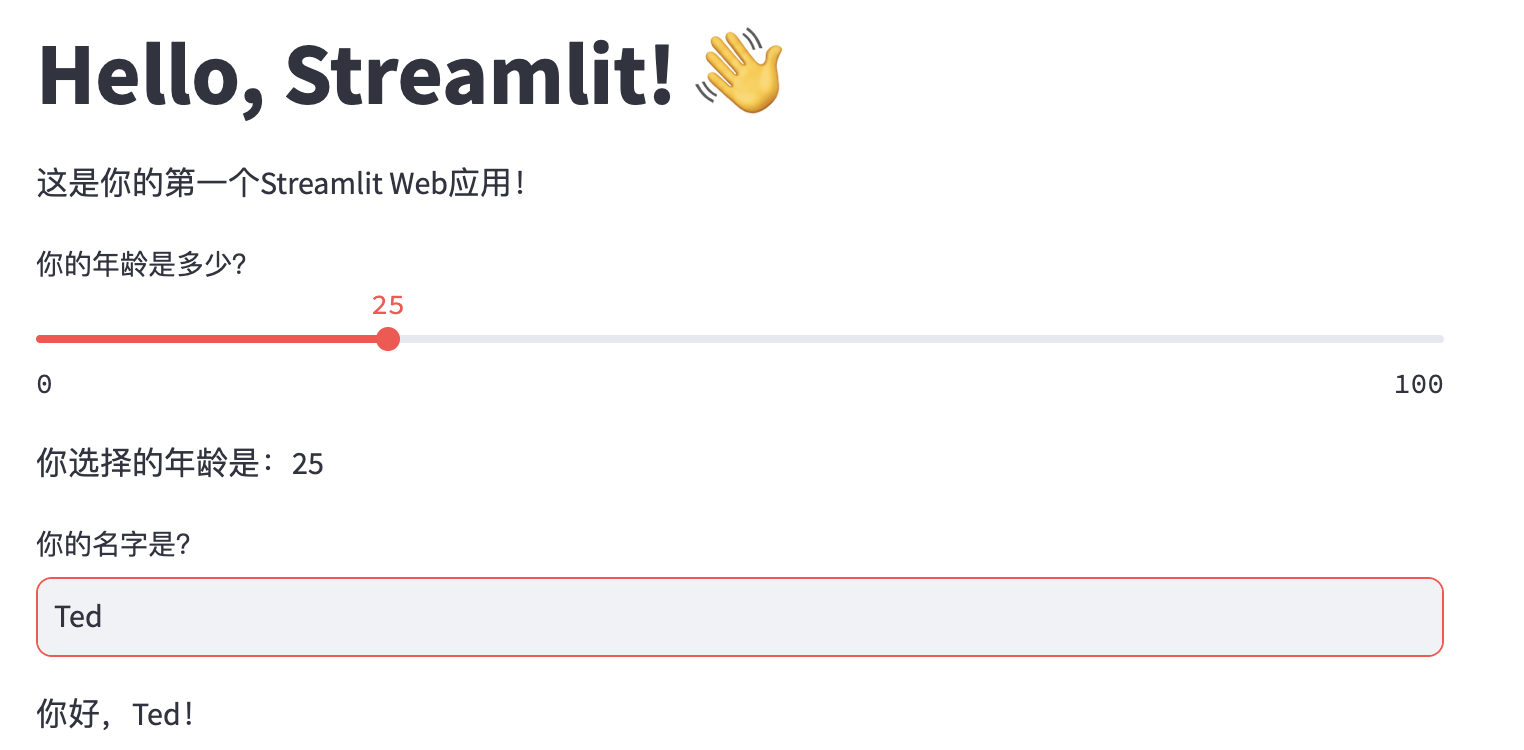 Hello, Streamlit! 👋
这是你的第一个Streamlit Web应用！
你的年龄是多少？
25
0 100
你选择的年龄是：25
你的名字是？
Ted
你好，Ted！